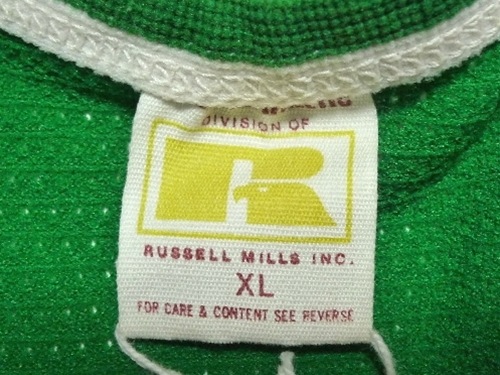 DIVISION OF
R
RUSSELL MILLS INC.
XL
FOR CARE & CONTENT SEE REVERSE